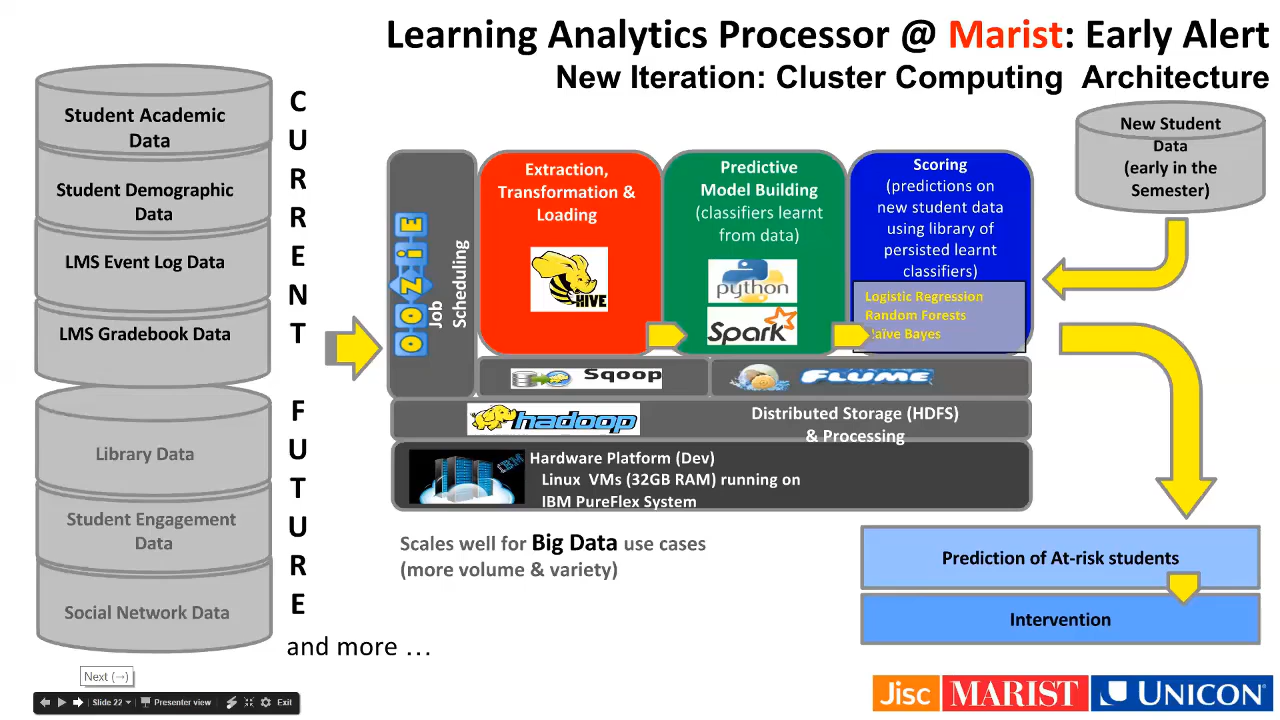 Learning Analytics Processor @ Marist: Early Alert
New Iteration: Cluster Computing Architecture
Student Academic
Data
Student Demographic
Data
LMS Event Log Data
LMS Gradebook Data
CURRENT
Library Data
Student Engagement
Data
Social Network Data
FUTURE
and more …
OOZiE
Job
Scheduling
Extraction,
Transformation &
Loading
HIVE
Predictive
Model Building
(classifiers learnt
from data)
python
Spark
Scoring
(predictions on
new student data
using library of
persisted learnt
classifiers)
Logistic Regression
Random Forests
Naïve Bayes
New Student
Data
(early in the
Semester)
Sqoop
FLUME
hadoop
Distributed Storage (HDFS)
& Processing
IBM
Hardware Platform (Dev)
Linux VMs (32GB RAM) running on
IBM PureFlex System
Scales well for Big Data use cases
(more volume & variety)
Prediction of At-risk students
Intervention
Next (→)
Slide 22
Presenter view
Exit
Jisc
MARIST
UNICON®